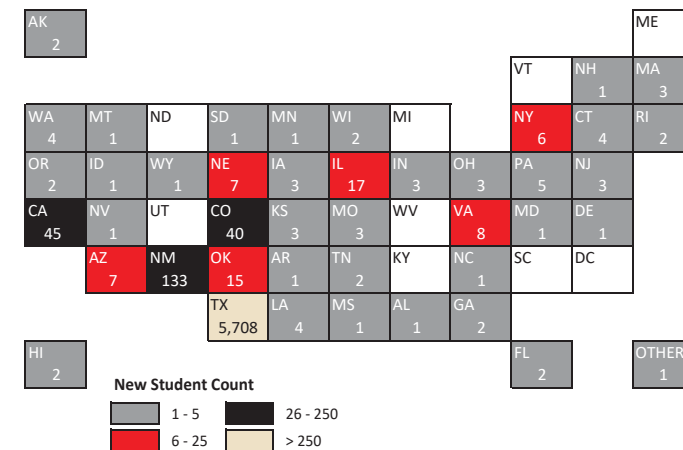 AK
2
ME
VT NH MA
1 3
WA MT ND SD MN WI MI NY CT RI
4 1 1 1 2 6 4 2
OR ID WY NE IA IL IN OH PA NJ
2 1 1 7 3 17 3 3 5 3
CA NV UT CO KS MO WV VA MD DE
45 1 40 3 3 8 1 1
AZ NM OK AR TN KY NC SC DC
7 133 15 1 2 1
TX LA MS AL GA
5,708 4 1 1 2
HI FL OTHER
2 2 1
New Student Count
1 - 5 26 - 250
6 - 25 > 250